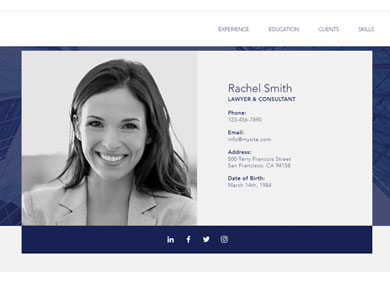 EXPERIENCE EDUCATION CLIENTS SKILLS
Rachel Smith
LAWYER & CONSULTANT
Phone:
123-456-7890
Email:
info@mysite.com
Address:
500 Terry Francois Street
San Francisco, CA 94158
Date of Birth:
March 14th, 1984